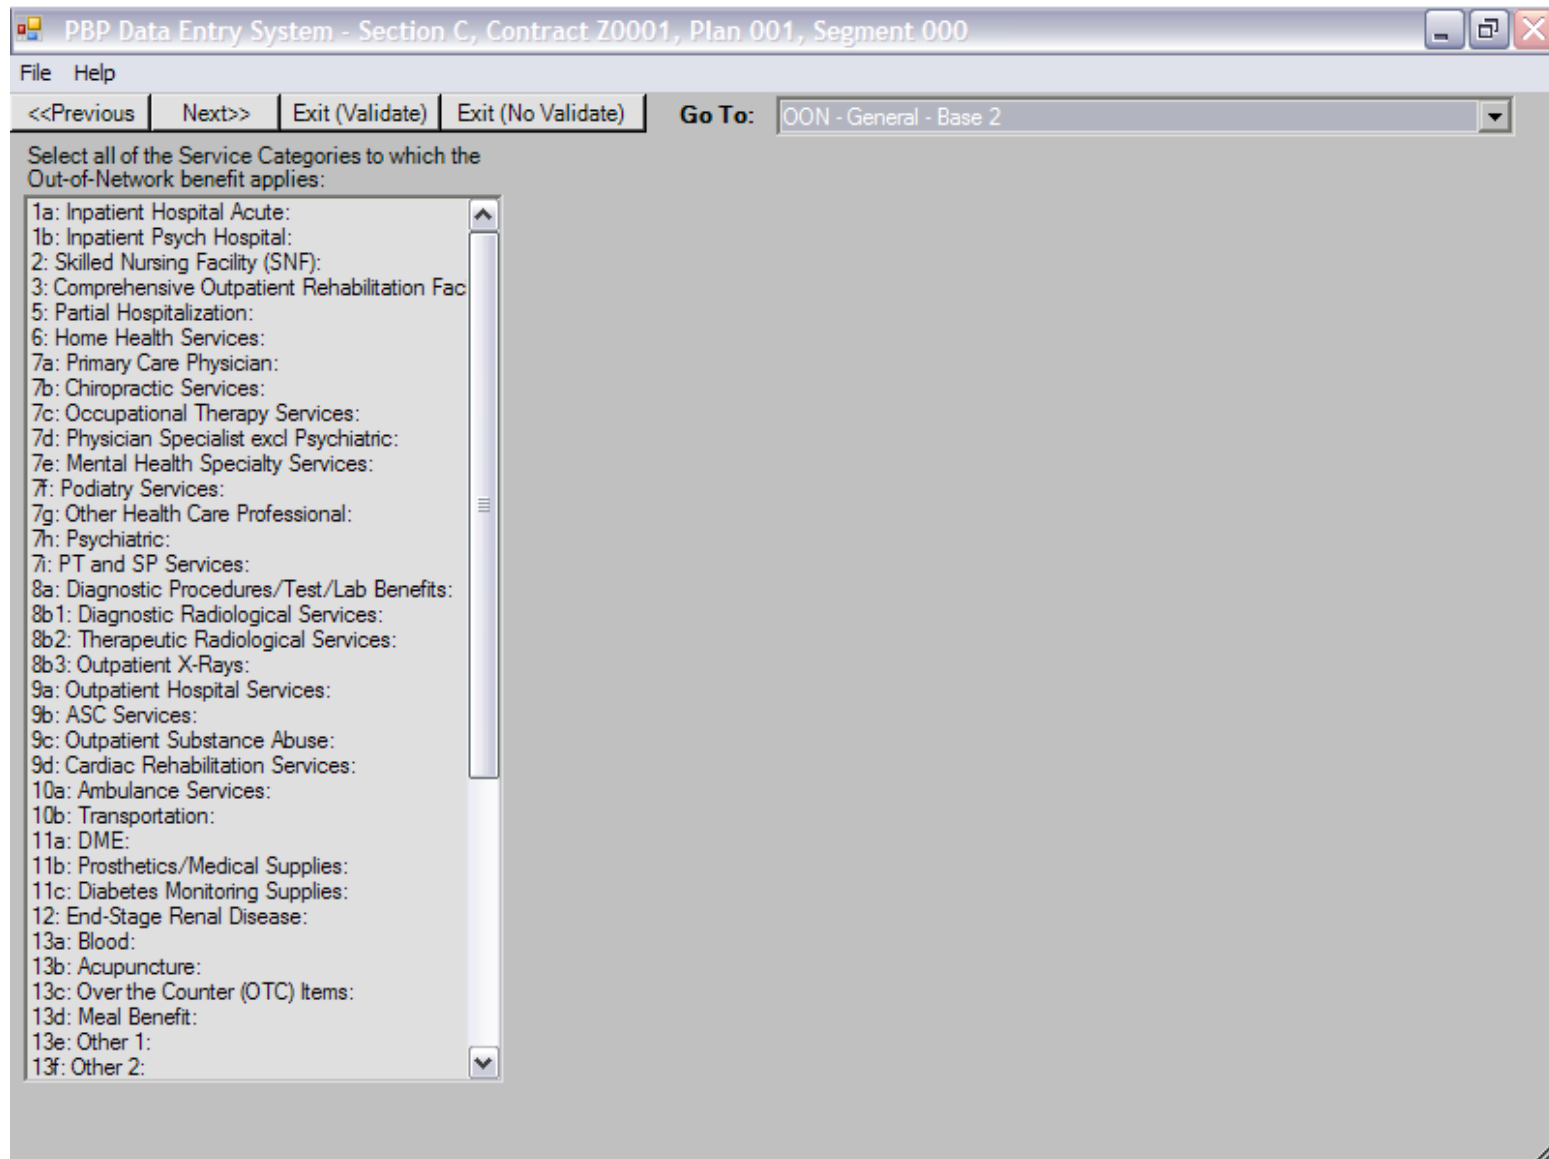 PBP Data Entry System - Section C, Contract Z0001, Plan 001, Segment 000
File Help
<<Previous Next>> Exit (Validate) Exit (No Validate) Go To: OON - General - Base 2
Select all of the Service Categories to which the
Out-of-Network benefit applies:
1a: Inpatient Hospital Acute:
1b: Inpatient Psych Hospital:
2: Skilled Nursing Facility (SNF):
3: Comprehensive Outpatient Rehabilitation Fac
5: Partial Hospitalization:
6: Home Health Services:
7a: Primary Care Physician:
7b: Chiropractic Services:
7c: Occupational Therapy Services:
7d: Physician Specialist excl Psychiatric:
7e: Mental Health Specialty Services:
7f: Podiatry Services:
7g: Other Health Care Professional:
7h: Psychiatric:
7i: PT and SP Services:
8a: Diagnostic Procedures/Test/Lab Benefits:
8b1: Diagnostic Radiological Services:
8b2: Therapeutic Radiological Services:
8b3: Outpatient X-Rays:
9a: Outpatient Hospital Services:
9b: ASC Services:
9c: Outpatient Substance Abuse:
9d: Cardiac Rehabilitation Services:
10a: Ambulance Services:
10b: Transportation:
11a: DME:
11b: Prosthetics/Medical Supplies:
11c: Diabetes Monitoring Supplies:
12: End-Stage Renal Disease:
13a: Blood:
13b: Acupuncture:
13c: Over the Counter (OTC) Items:
13d: Meal Benefit:
13e: Other 1:
13f: Other 2: